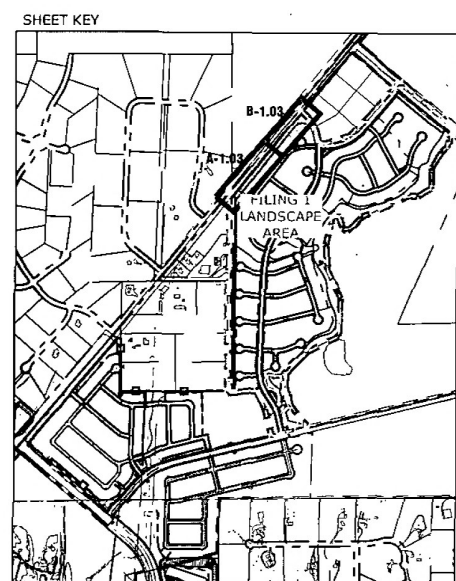 SHEET KEY
B-1.03
A-1.03
FILING 1
LANDSCAPE
AREA